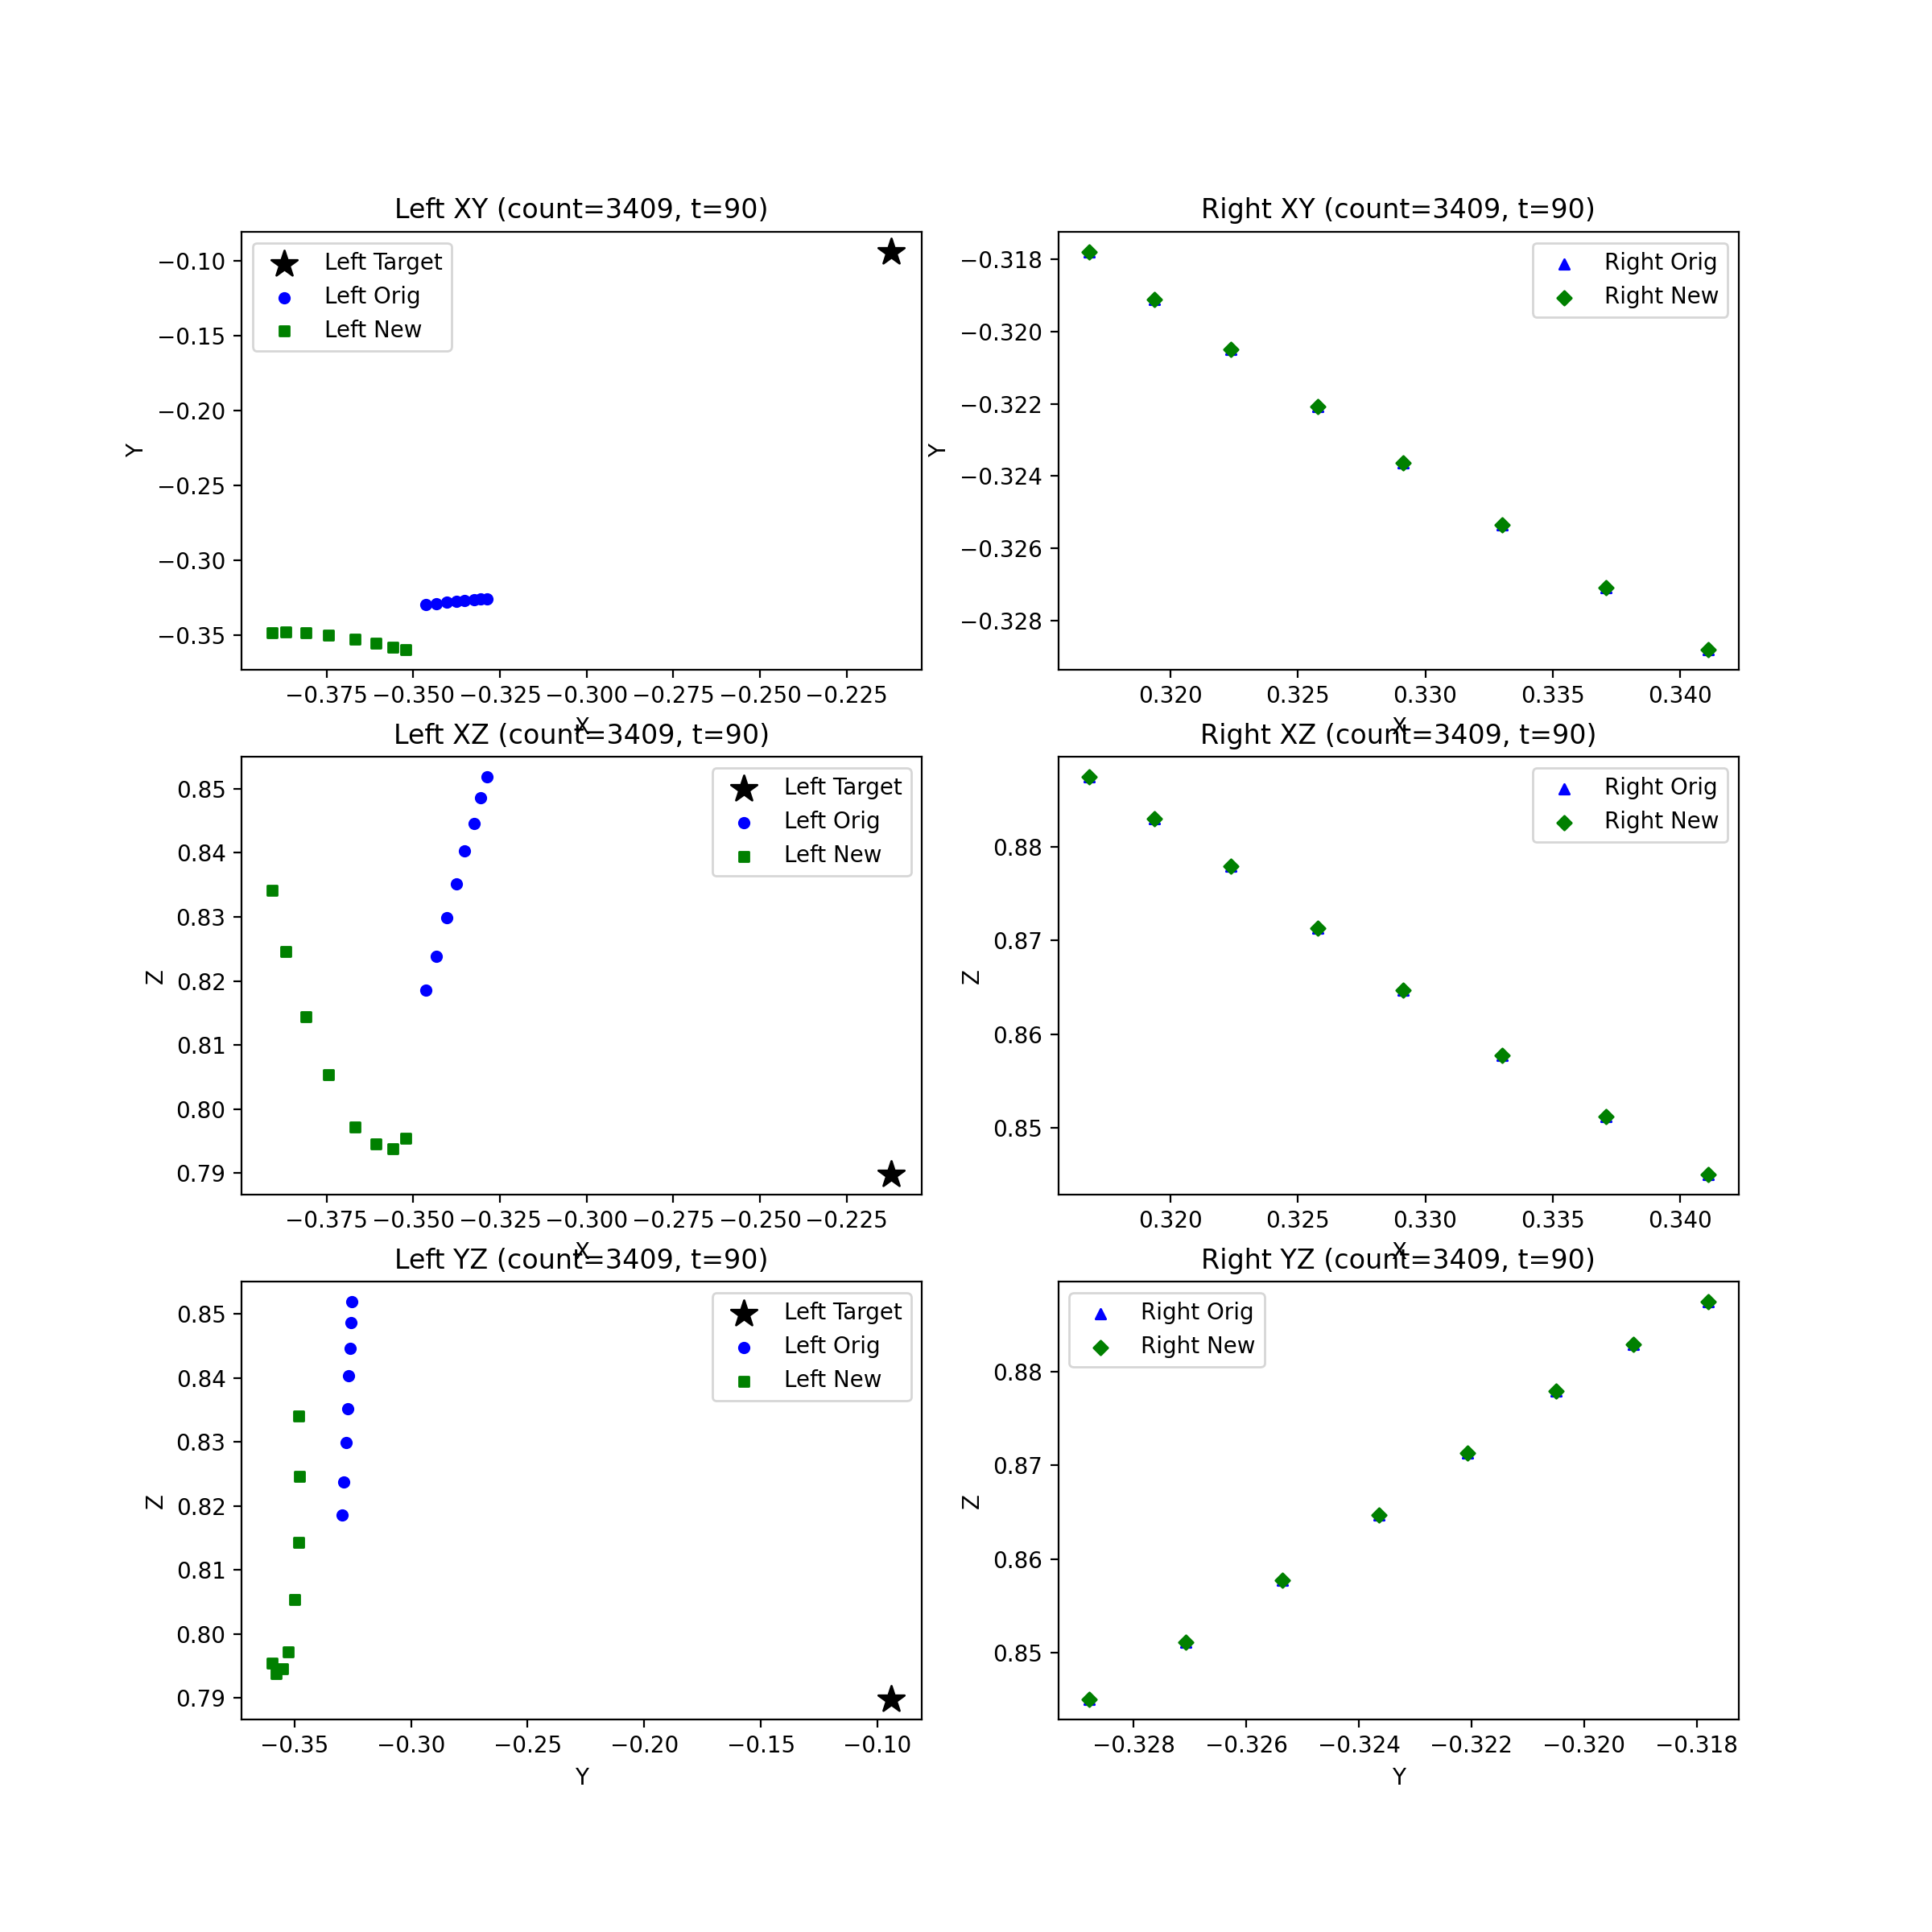 Left XY (count=3409, t=90)
Left Target
Left Orig
Left New
−0.10
−0.15
−0.20
−0.25
−0.30
−0.35
Y
−0.375 −0.350 −0.325 −0.300 −0.275 −0.250 −0.225
X
Right XY (count=3409, t=90)
Right Orig
Right New
−0.318
−0.320
−0.322
−0.324
−0.326
−0.328
Y
0.320 0.325 0.330 0.335 0.340
X
Left XZ (count=3409, t=90)
Left Target
Left Orig
Left New
0.85
0.84
0.83
0.82
0.81
0.80
0.79
Z
−0.375 −0.350 −0.325 −0.300 −0.275 −0.250 −0.225
X
Right XZ (count=3409, t=90)
Right Orig
Right New
0.88
0.87
0.86
0.85
Z
0.320 0.325 0.330 0.335 0.340
X
Left YZ (count=3409, t=90)
Left Target
Left Orig
Left New
0.85
0.84
0.83
0.82
0.81
0.80
0.79
Z
−0.35 −0.30 −0.25 −0.20 −0.15 −0.10
Y
Right YZ (count=3409, t=90)
Right Orig
Right New
0.88
0.87
0.86
0.85
Z
−0.328 −0.326 −0.324 −0.322 −0.320 −0.318
Y